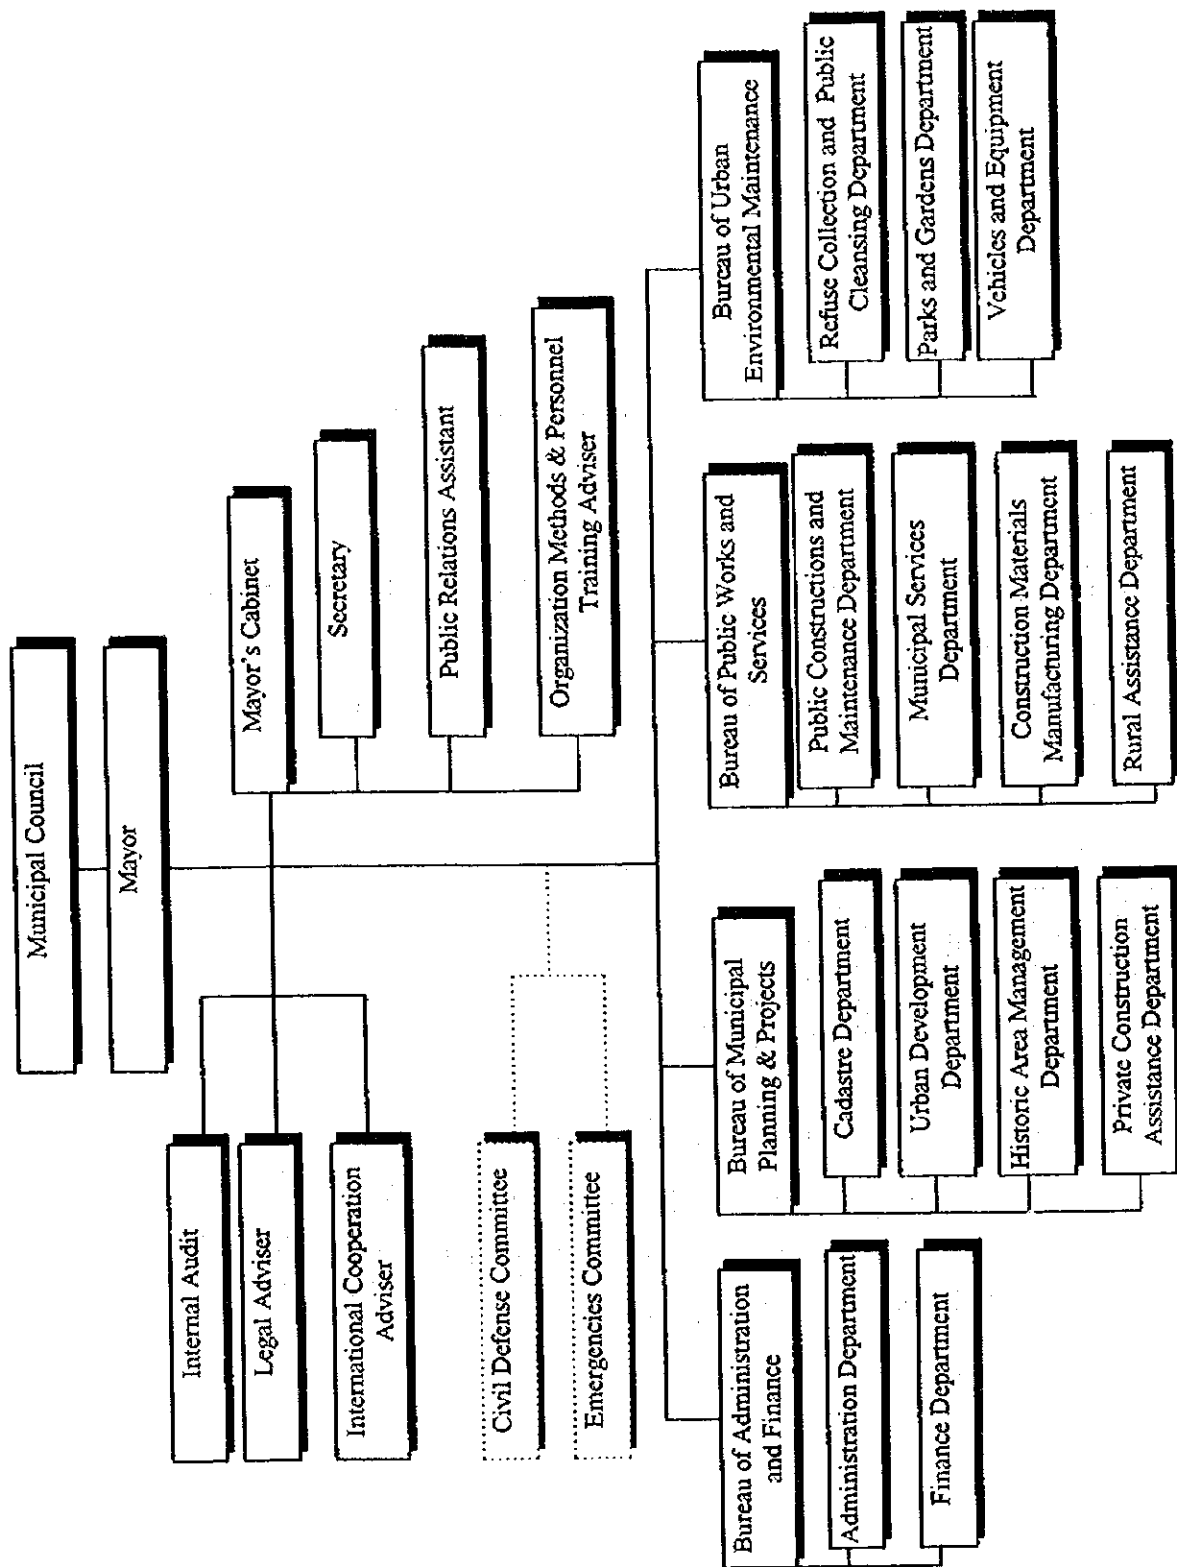 Municipal Council
Mayor
Mayor's Cabinet
Secretary
Public Relations Assistant
Organization Methods & Personnel
Training Adviser
Internal Audit
Legal Adviser
International Cooperation
Adviser
Civil Defense Committee
Emergencies Committee
Bureau of Administration
and Finance
Administration Department
Finance Department
Bureau of Municipal
Planning & Projects
Cadastre Department
Urban Development
Department
Historic Area Management
Department
Private Construction
Assistance Department
Bureau of Public Works and
Services
Public Constructions and
Maintenance Department
Municipal Services
Department
Construction Materials
Manufacturing Department
Rural Assistance Department
Bureau of Urban
Environmental Maintenance
Refuse Collection and Public
Cleansing Department
Parks and Gardens Department
Vehicles and Equipment
Department